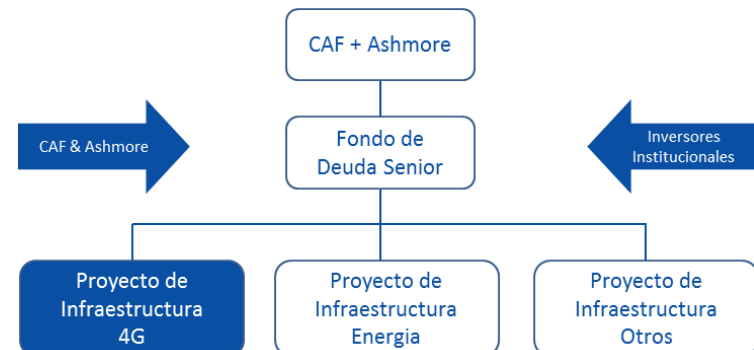 CAF + Ashmore
CAF & Ashmore
Fondo de
Deuda Senior
Inversores
Institucionales
Proyecto de
Infraestructura
4G
Proyecto de
Infraestructura
Energia
Proyecto de
Infraestructura
Otros